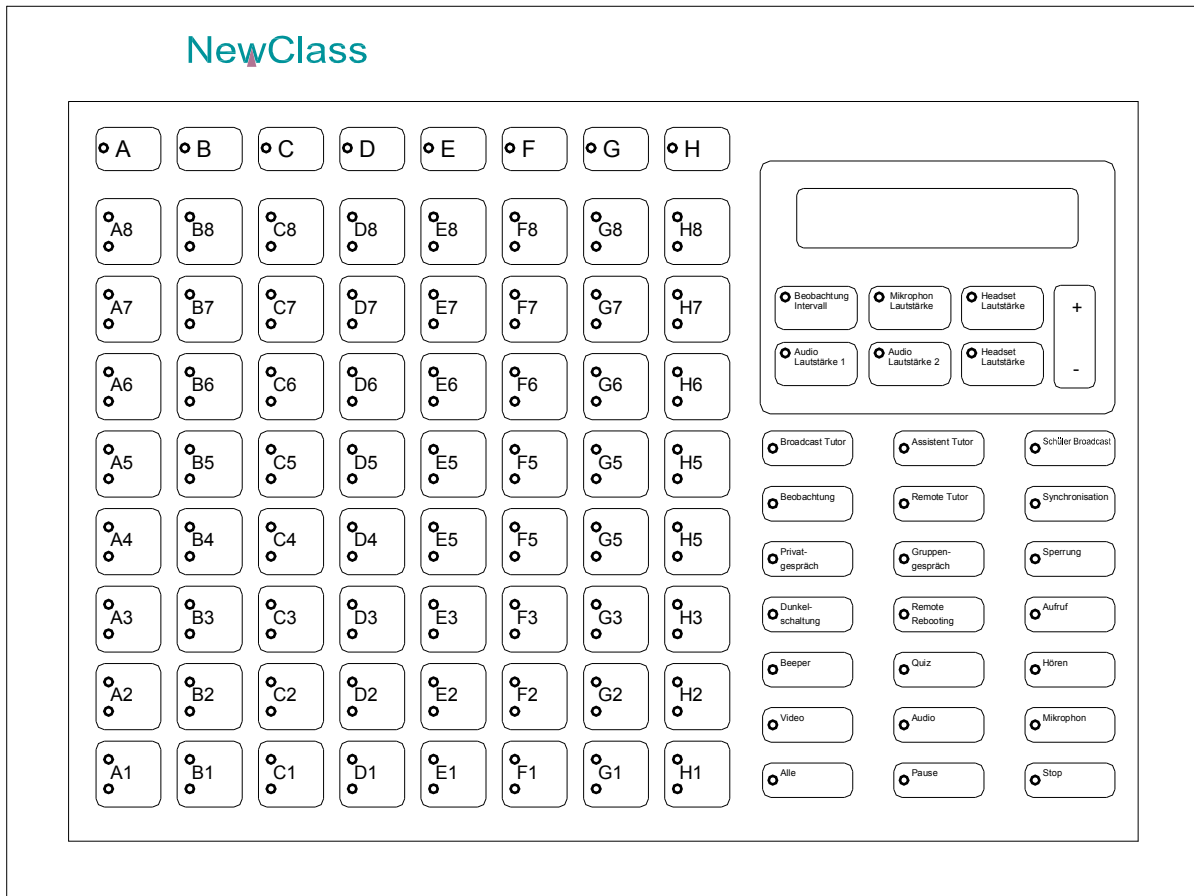 NewClass
A B C D E F G H
A8 B8 C8 D8 E8 F8 G8 H8
A7 B7 C7 D7 E7 F7 G7 H7
A6 B6 C6 D6 E6 F6 G6 H6
A5 B5 C5 D5 E5 F5 G5 H5
A4 B4 C4 D4 E5 F5 G5 H5
A3 B3 C3 D3 E3 F3 G3 H3
A2 B2 C2 D2 E2 F2 G2 H2
A1 B1 C1 D1 E1 F1 G1 H1
Beobachtung
Intervall
Mikrophon
Lautstärke
Headset
Lautstärke
+
Audio
Lautstärke 1
Audio
Lautstärke 2
Headset
Lautstärke
-
Broadcast Tutor
Assistent Tutor
Schüler Broadcast
Beobachtung
Remote Tutor
Synchronisation
Privat-
gespräch
Gruppen-
gespräch
Sperrung
Dunkel-
schaltung
Remote
Rebooting
Aufruf
Beeper
Quiz
Hören
Video
Audio
Mikrophon
Alle
Pause
Stop